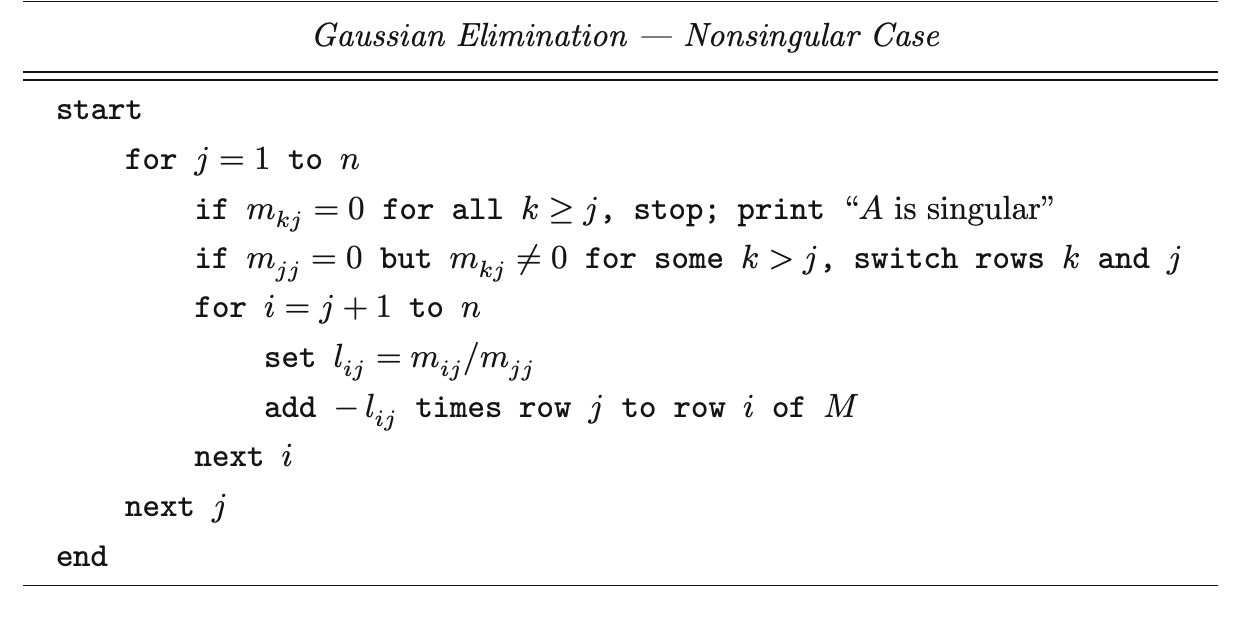 Gaussian Elimination — Nonsingular Case
start
for j = 1 to n
if m_{kj} = 0 for all k ≥ j, stop; print “A is singular”
if m_{jj} = 0 but m_{kj} ≠ 0 for some k > j, switch rows k and j
for i = j + 1 to n
set l_{ij} = m_{ij}/m_{jj}
add − l_{ij} times row j to row i of M
next i
next j
end